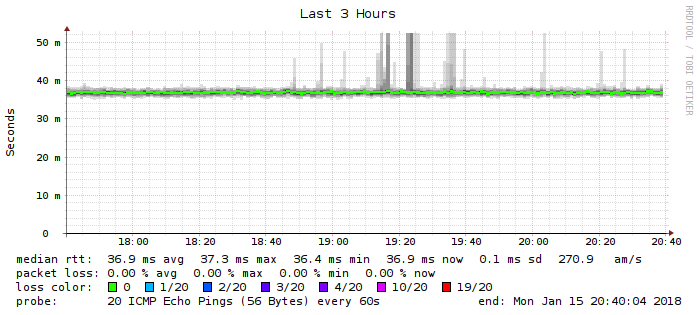 Last 3 Hours
RRDTOOL / TOBI OETIKER
Seconds
50 m
40 m
30 m
20 m
10 m
0
18:00 18:20 18:40 19:00 19:20 19:40 20:00 20:20 20:40
median rtt: 36.9 ms avg 37.3 ms max 36.4 ms min 36.9 ms now 0.1 ms sd 270.9 am/s
packet loss: 0.00 % avg 0.00 % max 0.00 % min 0.00 % now
loss color: 0 1/20 2/20 3/20 4/20 10/20 19/20
probe: 20 ICMP Echo Pings (56 Bytes) every 60s end: Mon Jan 15 20:40:04 2018